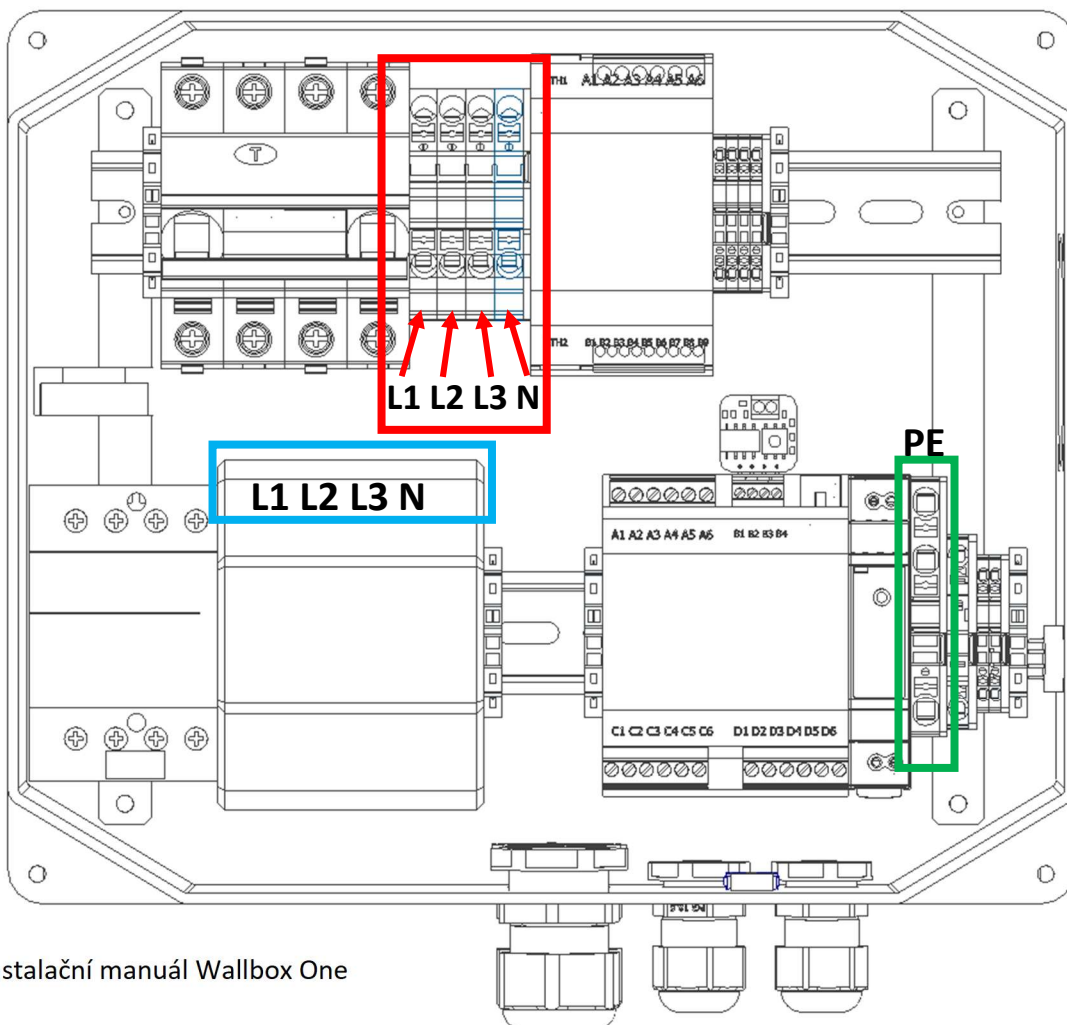 TH1 A1 A2 A3 A4 A5 A6
T
TH2 B1 B2 B3 B4 B5 B6 B7 B8 B9
L1 L2 L3 N
PE
L1 L2 L3 N
A1 A2 A3 A4 A5 A6 B1 B2 B3 B4
C1 C2 C3 C4 C5 C6 D1 D2 D3 D4 D5 D6
stalační manuál Wallbox One